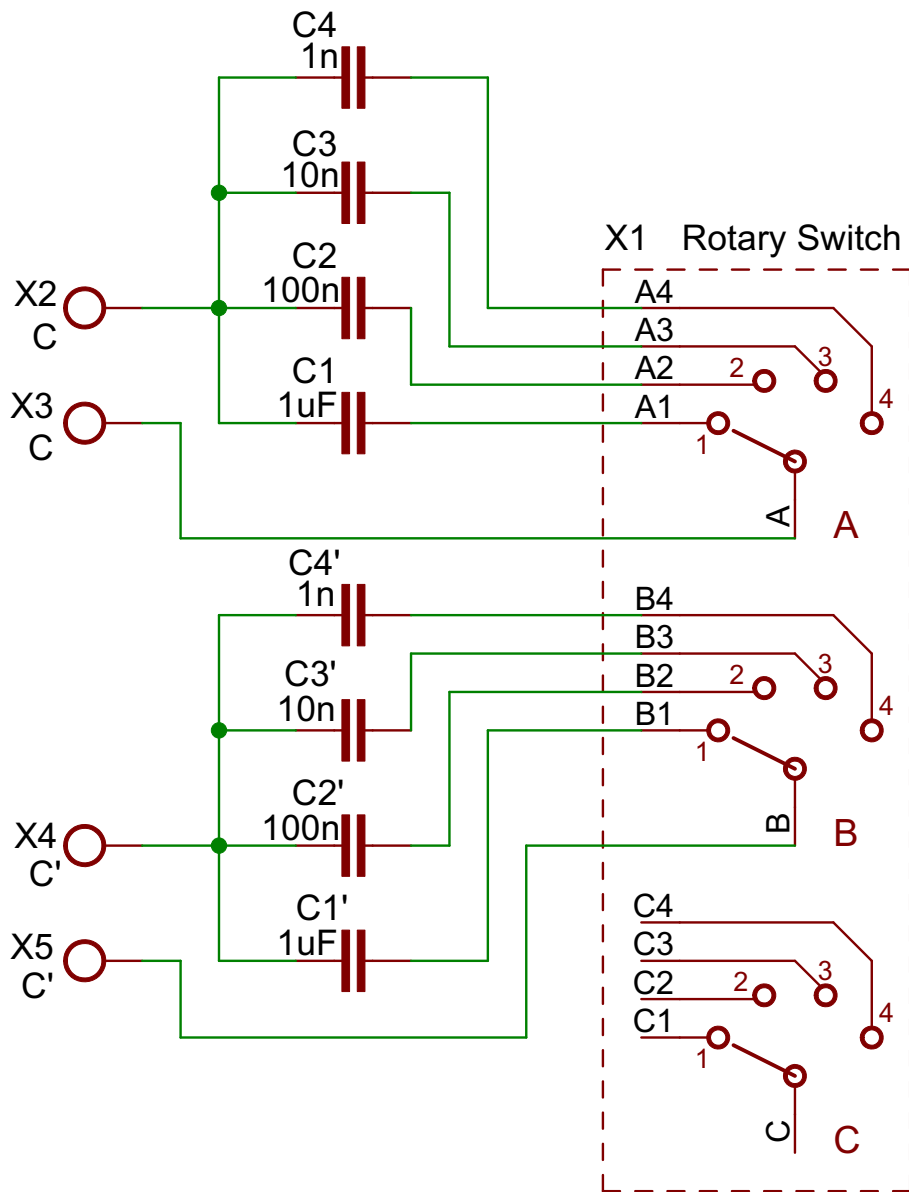 C4
1n
C3
10n
X1 Rotary Switch
C2
100n
X2
C
A4
A3
A2
A1
2
3
4
1
C1
1uF
X3
C
A
A
C4'
1n
B4
B3
B2
B1
2
3
4
1
C3'
10n
C2'
100n
X4
C'
B
B
C1'
1uF
X5
C'
C4
C3
C2
C1
2
3
4
1
C
C